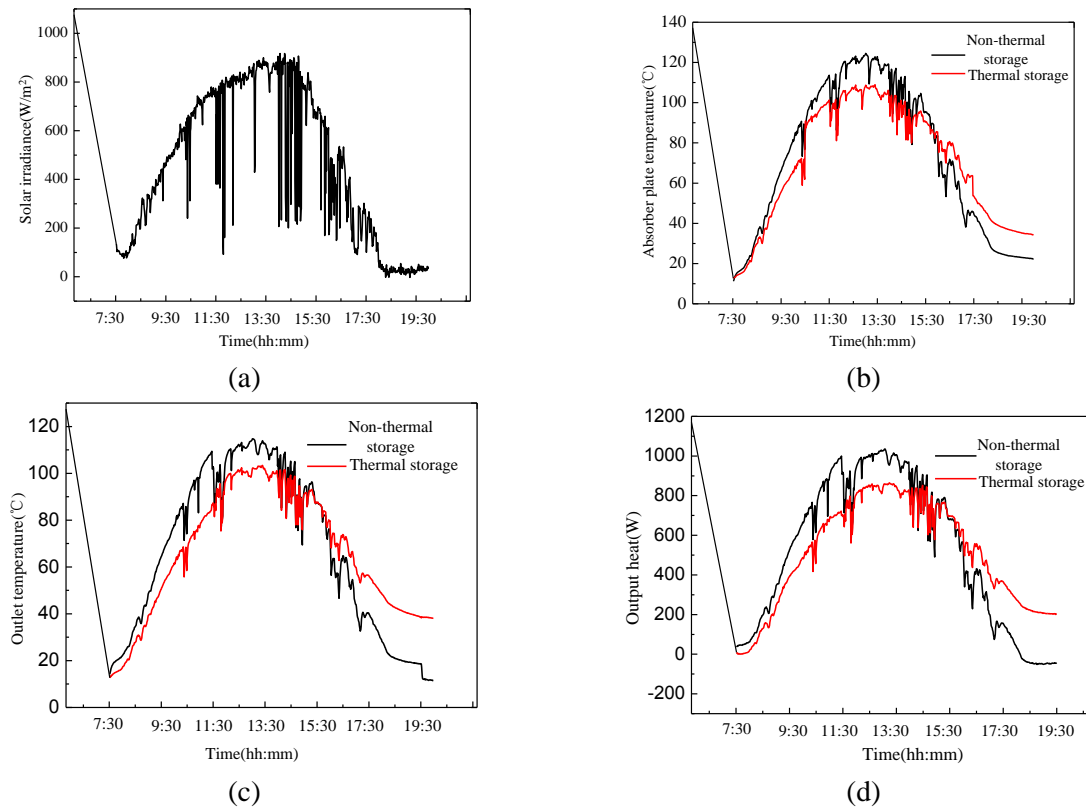 1000
800
600
400
200
0
Solar irradiance(W/m²)
7:30 9:30 11:30 13:30 15:30 17:30 19:30
Time(hh:mm)
(a)
140
120
100
80
60
40
20
0
Absorber plate temperature(℃)
Non-thermal
storage
Thermal storage
7:30 9:30 11:30 13:30 15:30 17:30 19:30
Time(hh:mm)
(b)
120
100
80
60
40
20
0
Outlet temperature(℃)
Non-thermal
storage
Thermal storage
7:30 9:30 11:30 13:30 15:30 17:30 19:30
Time(hh:mm)
(c)
1200
1000
800
600
400
200
0
-200
Output heat(W)
Non-thermal
storage
Thermal storage
7:30 9:30 11:30 13:30 15:30 17:30 19:30
Time(hh:mm)
(d)